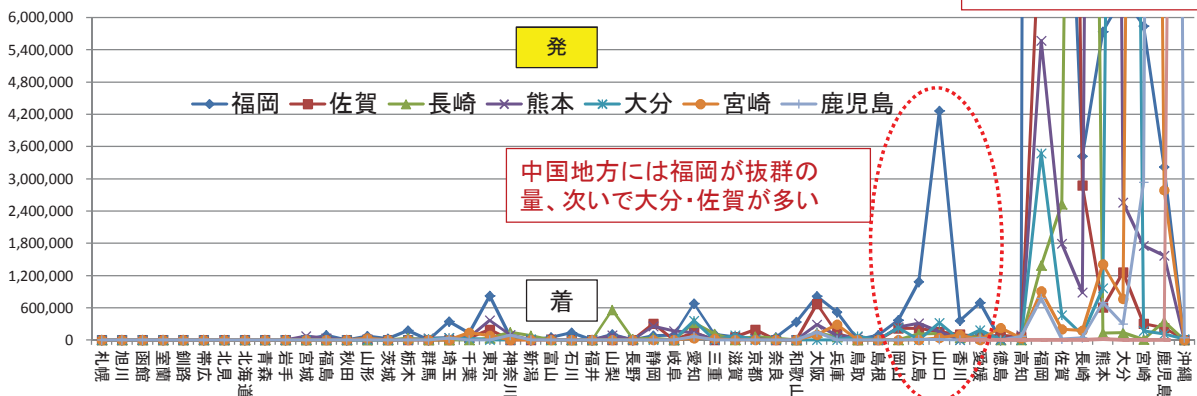 6,000,000
5,400,000
4,800,000
4,200,000
3,600,000
3,000,000
2,400,000
1,800,000
1,200,000
600,000
0
発
福岡 佐賀 長崎 熊本 大分 宮崎 鹿児島
中国地方には福岡が抜群の
量、次いで大分・佐賀が多い
着
札幌 旭川 函館 室蘭 釧路 帯広 北見 北海道 青森 岩手 宮城 福島 秋田 山形 茨城 栃木 群馬 埼玉 千葉 東京 神奈川 新潟 富山 石川 福井 山梨 長野 静岡 岐阜 愛知 三重 滋賀 京都 奈良 和歌山 大阪 兵庫 鳥取 島根 岡山 広島 山口 香川 愛媛 徳島 高知 福岡 佐賀 長崎 熊本 大分 宮崎 鹿児島 沖縄